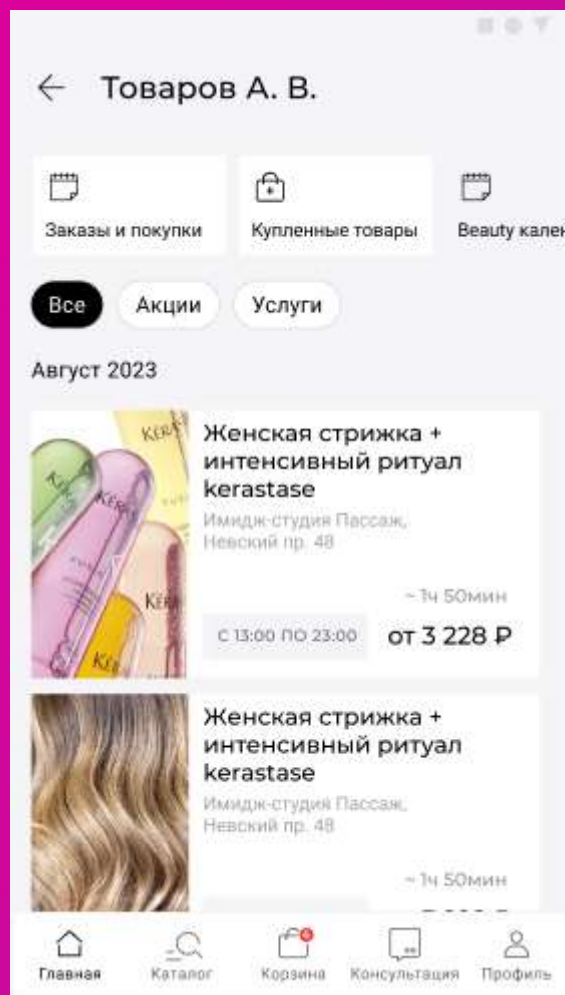 Товаров А. В.
Заказы и покупки
Купленные товары
Beauty кален
Все
Акции
Услуги
Август 2023
Женская стрижка +
интенсивный ритуал
kerastase
Имидж-студия Пассаж,
Невский пр. 48
~ 1ч 50мин
С 13:00 ПО 23:00
от 3 228 ₽
Женская стрижка +
интенсивный ритуал
kerastase
Имидж-студия Пассаж,
Невский пр. 48
~ 1ч 50мин
Главная
Каталог
Корзина
Консультация
Профиль